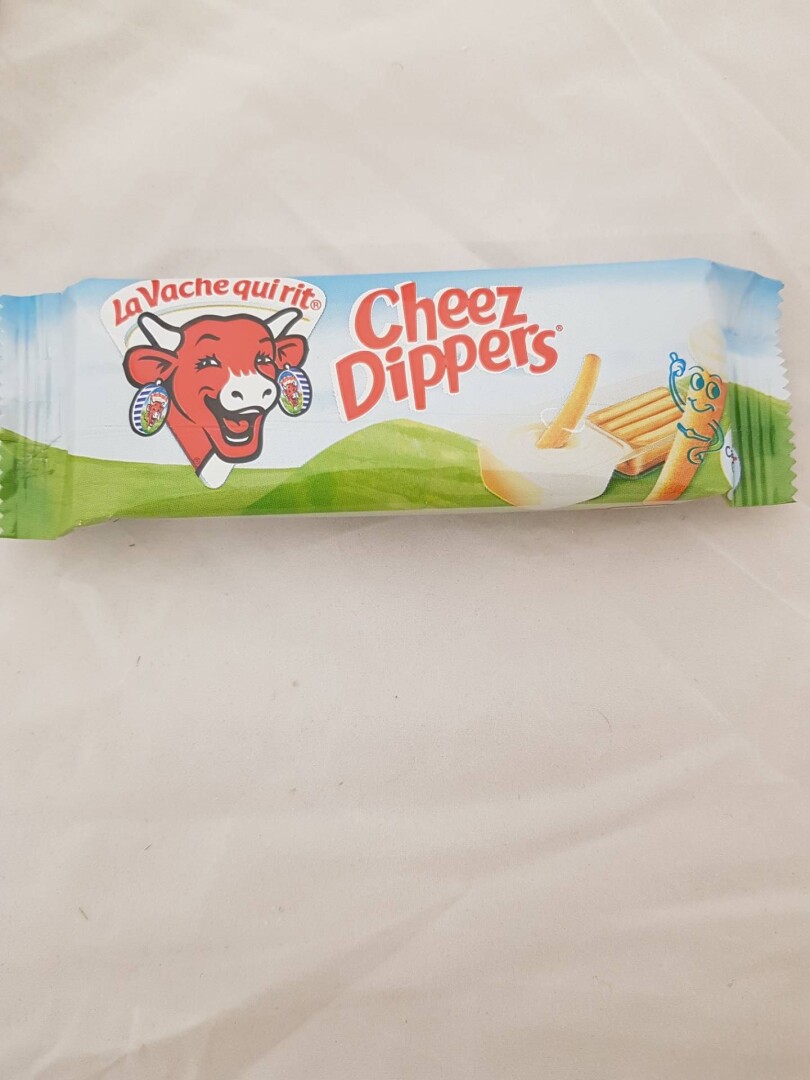 La Vache qui rit®
Cheez
Dippers®